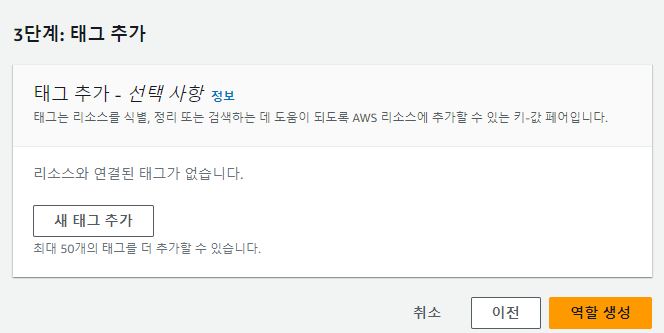 3단계: 태그 추가
태그 추가 - 선택 사항 정보
태그는 리소스를 식별, 정리 또는 검색하는 데 도움이 되도록 AWS 리소스에 추가할 수 있는 키-값 페어입니다.
리소스와 연결된 태그가 없습니다.
새 태그 추가
최대 50개의 태그를 더 추가할 수 있습니다.
취소 이전 역할 생성